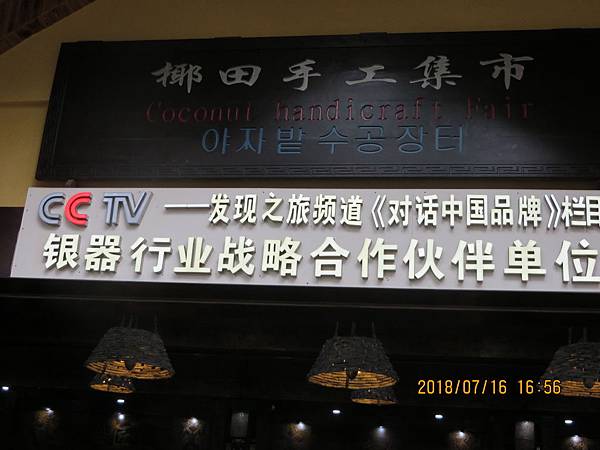 椰田手工集市
Coconut handicraft Fair
야자밭수공장터
CCTV——发现之旅频道《对话中国品牌》栏目
银器行业战略合作伙伴单位
2018/07/16 16:56